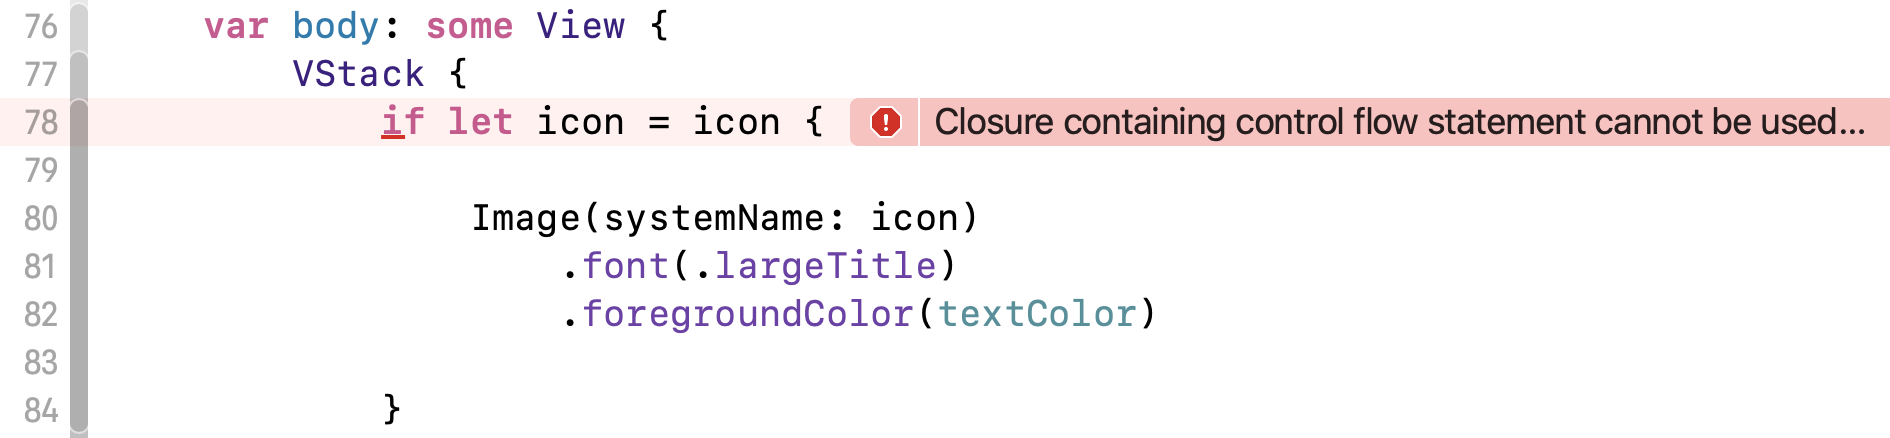 76 var body: some View {
77 VStack {
78 if let icon = icon { Closure containing control flow statement cannot be used...
79
80 Image(systemName: icon)
81 .font(.largeTitle)
82 .foregroundColor(textColor)
83
84 }